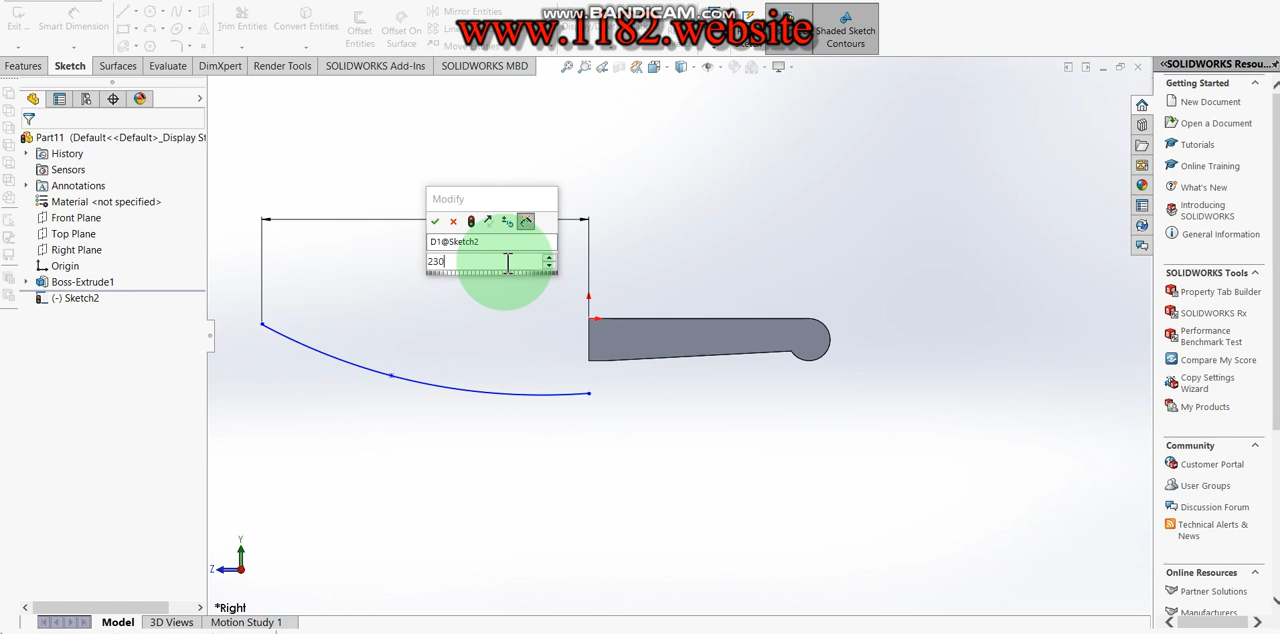 www.BANDICAM.com
www.1182.website
Exit ...
Smart Dimension
Trim Entities
Convert Entities
Offset
Entities
Offset On
Surface
Mirror Entities
Shaded Sketch
Contours
Features
Sketch
Surfaces
Evaluate
DimXpert
Render Tools
SOLIDWORKS Add-Ins
SOLIDWORKS MBD
Part11 (Default<<Default>_Display St
History
Sensors
Annotations
Material <not specified>
Front Plane
Top Plane
Right Plane
Origin
Boss-Extrude1
(-) Sketch2
Modify
D1@Sketch2
230
Y
Z
*Right
Model
3D Views
Motion Study 1
SOLIDWORKS Resou...
Getting Started
New Document
Open a Document
Tutorials
Online Training
What's New
Introducing
SOLIDWORKS
General Information
SOLIDWORKS Tools
Property Tab Builder
SOLIDWORKS Rx
Performance
Benchmark Test
Compare My Score
Copy Settings
Wizard
My Products
Community
Customer Portal
User Groups
Discussion Forum
Technical Alerts &
News
Online Resources
Partner Solutions
Manufacturers